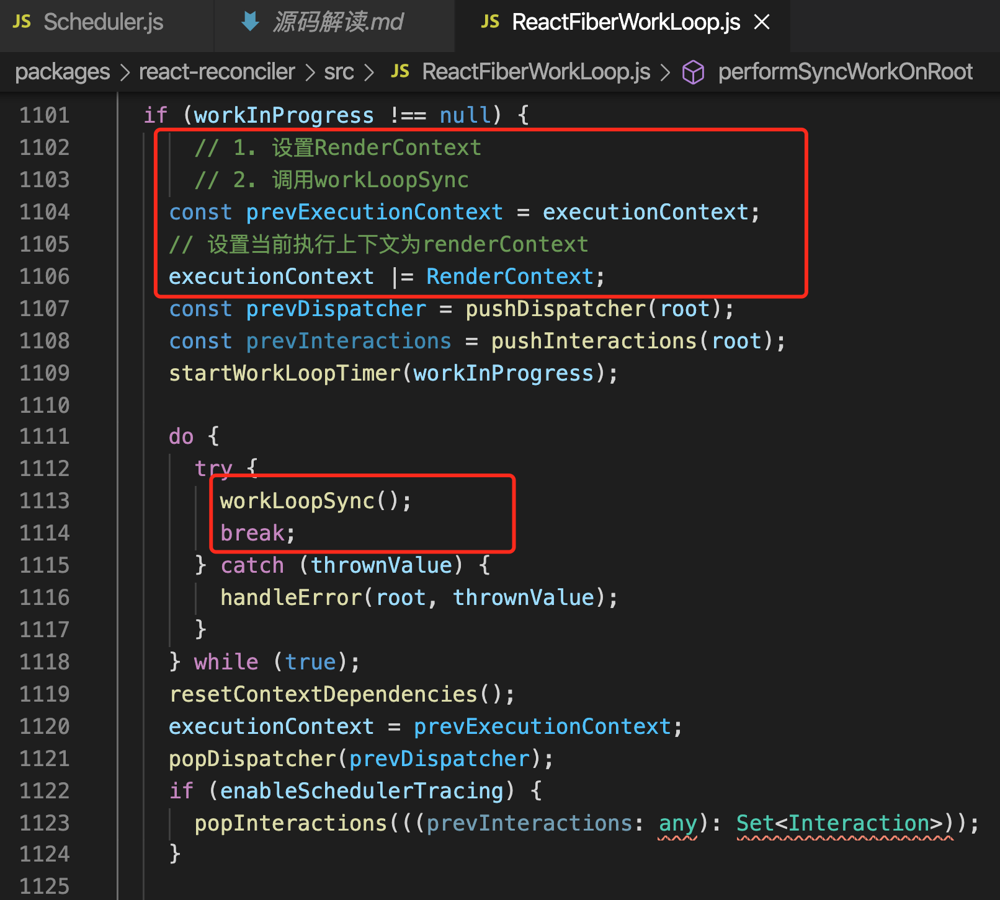 JS Scheduler.js 源码解读.md JS ReactFiberWorkLoop.js
packages > react-reconciler > src > JS ReactFiberWorkLoop.js > performSyncWorkOnRoot
1101 if (workInProgress !== null) {
1102 // 1. 设置RenderContext
1103 // 2. 调用workLoopSync
1104 const prevExecutionContext = executionContext;
1105 // 设置当前执行上下文为renderContext
1106 executionContext |= RenderContext;
1107 const prevDispatcher = pushDispatcher(root);
1108 const prevInteractions = pushInteractions(root);
1109 startWorkLoopTimer(workInProgress);
1110
1111 do {
1112 try {
1113 workLoopSync();
1114 break;
1115 } catch (thrownValue) {
1116 handleError(root, thrownValue);
1117 }
1118 } while (true);
1119 resetContextDependencies();
1120 executionContext = prevExecutionContext;
1121 popDispatcher(prevDispatcher);
1122 if (enableSchedulerTracing) {
1123 popInteractions(((prevInteractions: any): Set<Interaction>));
1124 }
1125